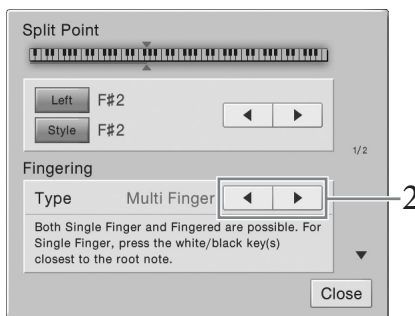 Split Point
Left F#2
Style F#2
1/2
Fingering
Type Multi Finger
2
Both Single Finger and Fingered are possible. For
Single Finger, press the white/black key(s)
closest to the root note.
Close